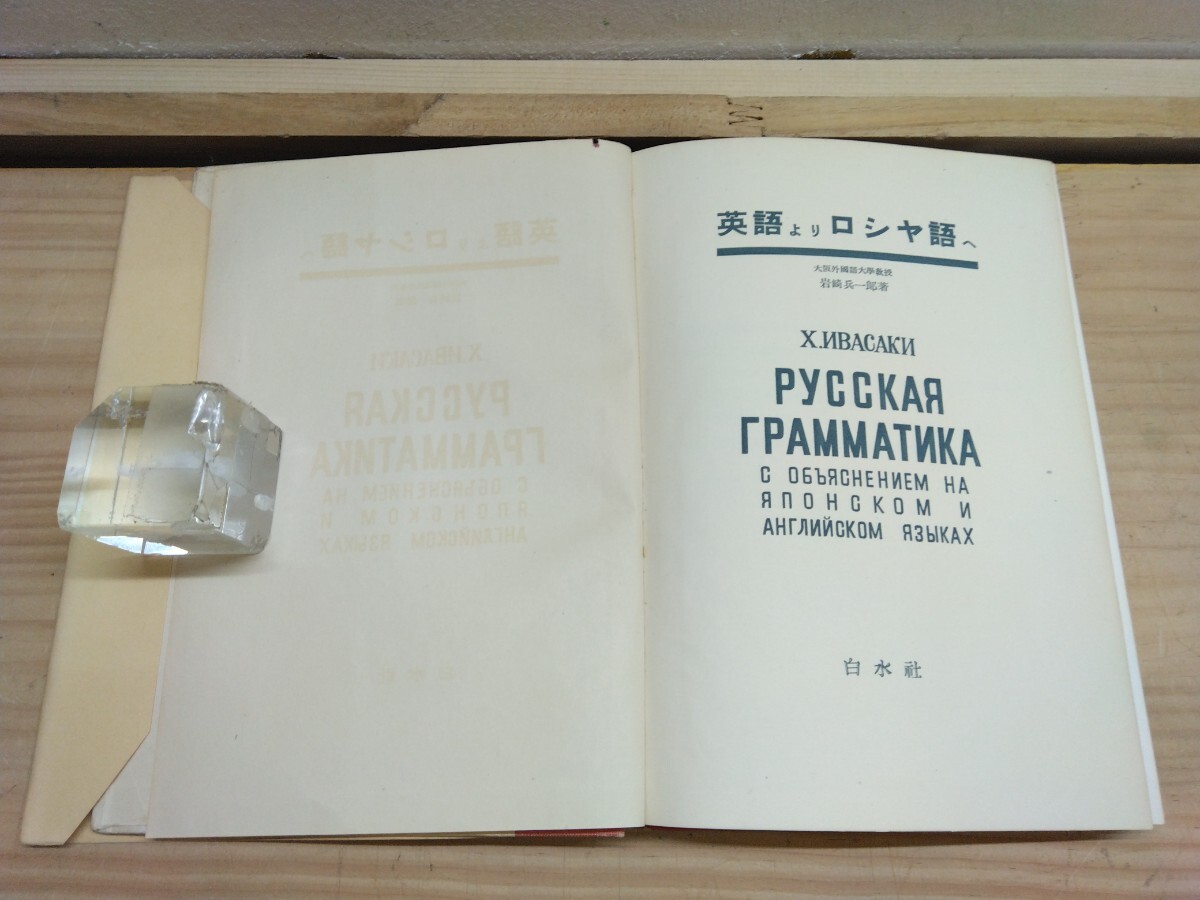 英語よりロシヤ語へ
大阪外國語大學教授
岩崎兵一郎著
Х.ИВАСАКИ
РУССКАЯ
ГРАММАТИКА
С ОБЪЯСНЕНИЕМ НА
ЯПОНСКОМ И
АНГЛИЙСКОМ ЯЗЫКАХ
白水社